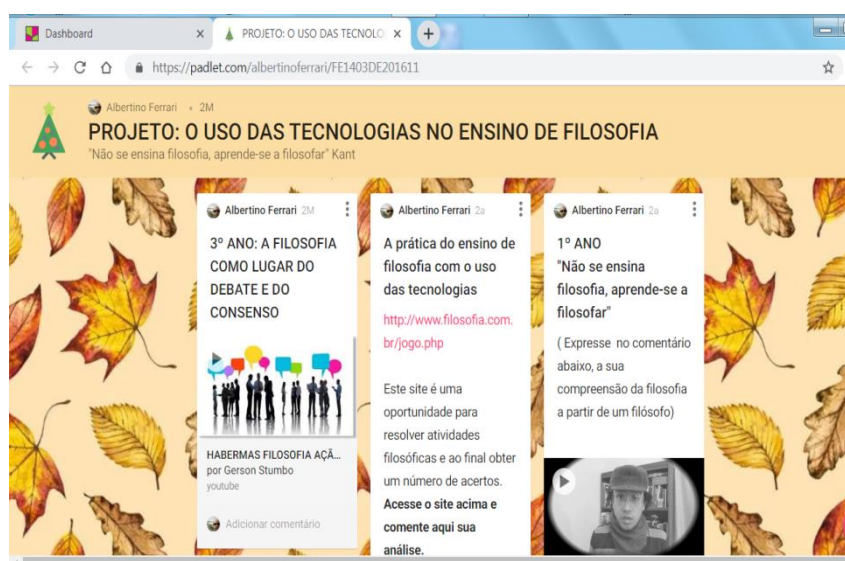 Dashboard
PROJETO: O USO DAS TECNOLO
https://padlet.com/albertinoferrari/FE1403DE201611
Albertino Ferrari • 2M
PROJETO: O USO DAS TECNOLOGIAS NO ENSINO DE FILOSOFIA
"Não se ensina filosofia, aprende-se a filosofar" Kant
Albertino Ferrari 2M
3º ANO: A FILOSOFIA
COMO LUGAR DO
DEBATE E DO
CONSENSO
HABERMAS FILOSOFIA AÇÃ...
por Gerson Stumbo
youtube
Adicionar comentário
Albertino Ferrari 2a
A prática do ensino de
filosofia com o uso
das tecnologias
http://www.filosofia.com.
br/jogo.php
Este site é uma
oportunidade para
resolver atividades
filosóficas e ao final obter
um número de acertos.
Acesse o site acima e
comente aqui sua
análise.
Albertino Ferrari 2a
1º ANO
"Não se ensina
filosofia, aprende-se a
filosofar"
( Expresse no comentário
abaixo, a sua
compreensão da filosofia
a partir de um filósofo)